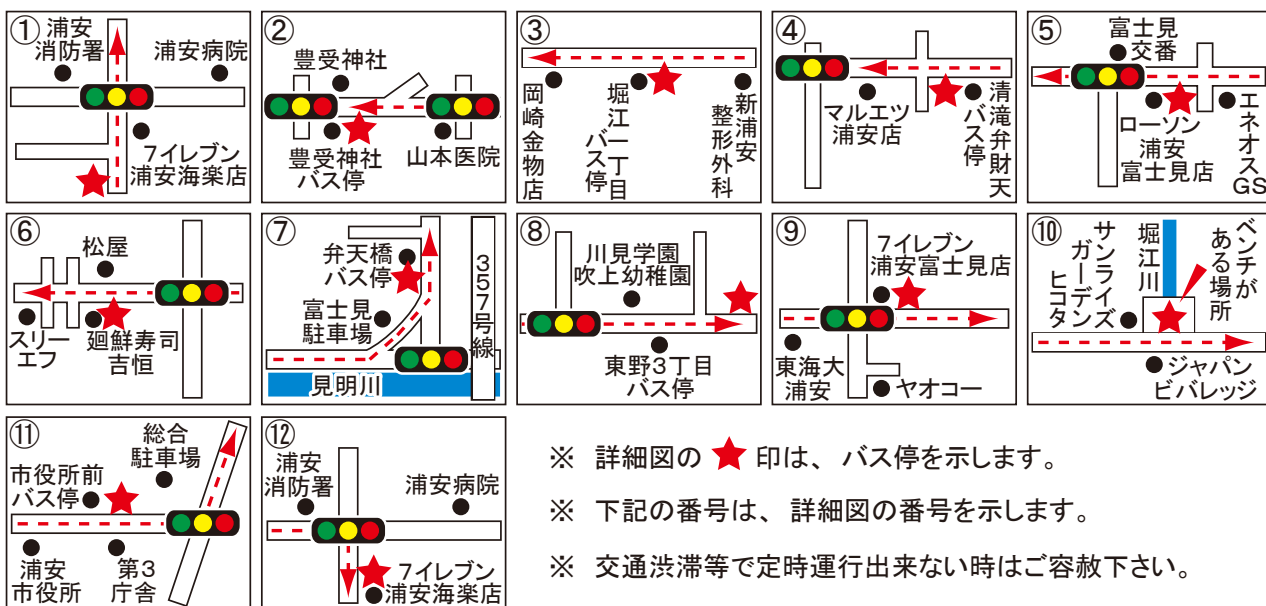 ①
浦安
消防署
浦安病院
7イレブン
浦安海楽店
②
豊受神社
豊受神社
バス停
山本医院
③
岡崎金物店
堀江一丁目
バス停
新浦安
整形外科
④
マルエツ
浦安店
清滝弁財天
バス停
⑤
富士見
交番
ローソン
浦安
富士見店
エネオス
GS
⑥
松屋
スリー
エフ
廻鮮寿司
吉恒
⑦
弁天橋
バス停
富士見
駐車場
357号線
見明川
⑧
川見学園
吹上幼稚園
東野3丁目
バス停
⑨
7イレブン
浦安富士見店
東海大
浦安
ヤオコー
⑩
サンライズ
ガーデン
ヒコタ
堀江川
ベンチが
ある場所
ジャパン
ビバレッジ
⑪
総合
駐車場
市役所前
バス停
浦安
市役所
第3
庁舎
⑫
浦安
消防署
浦安病院
7イレブン
浦安海楽店
※ 詳細図の ★ 印は、バス停を示します。
※ 下記の番号は、詳細図の番号を示します。
※ 交通渋滞等で定時運行出来ない時はご容赦下さい。